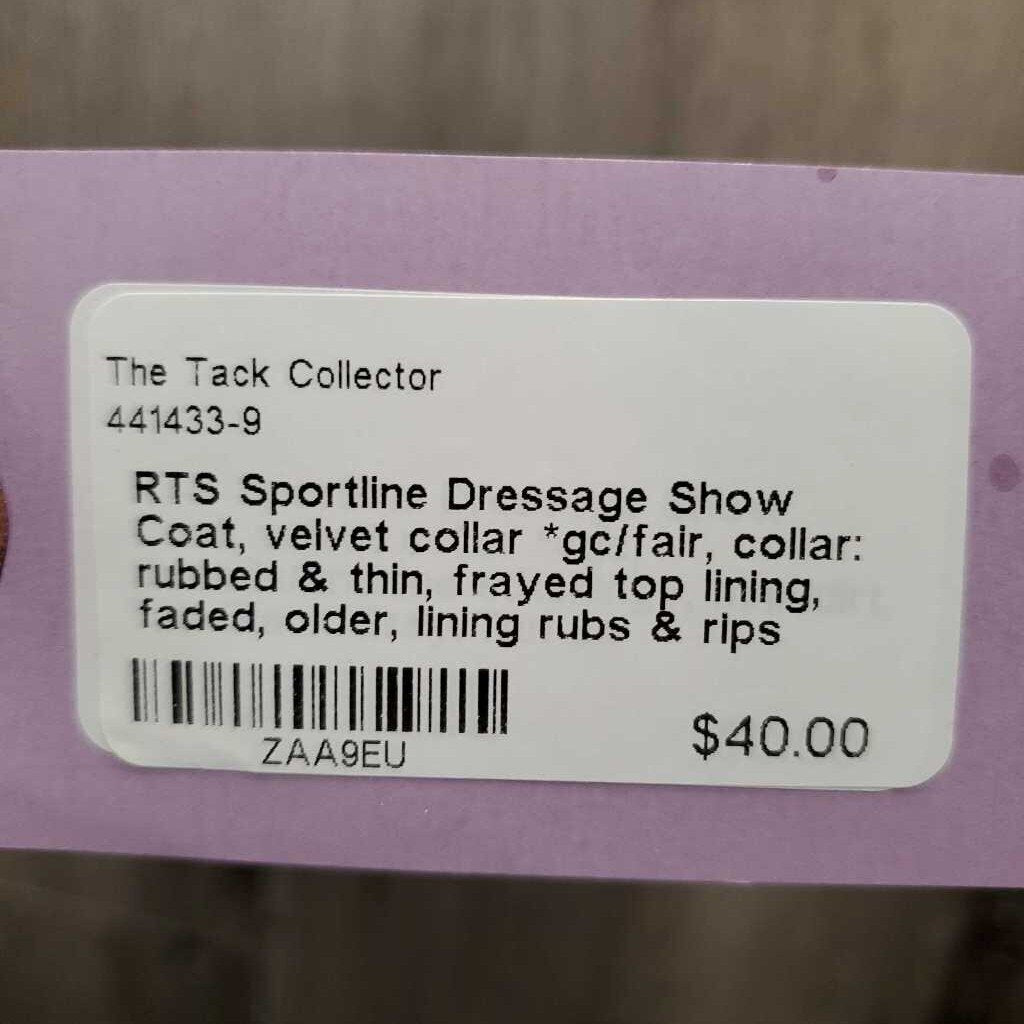 The Tack Collector
441433-9
RTS Sportline Dressage Show
Coat, velvet collar *gc/fair, collar:
rubbed & thin, frayed top lining,
faded, older, lining rubs & rips
ZAA9EU
$40.00